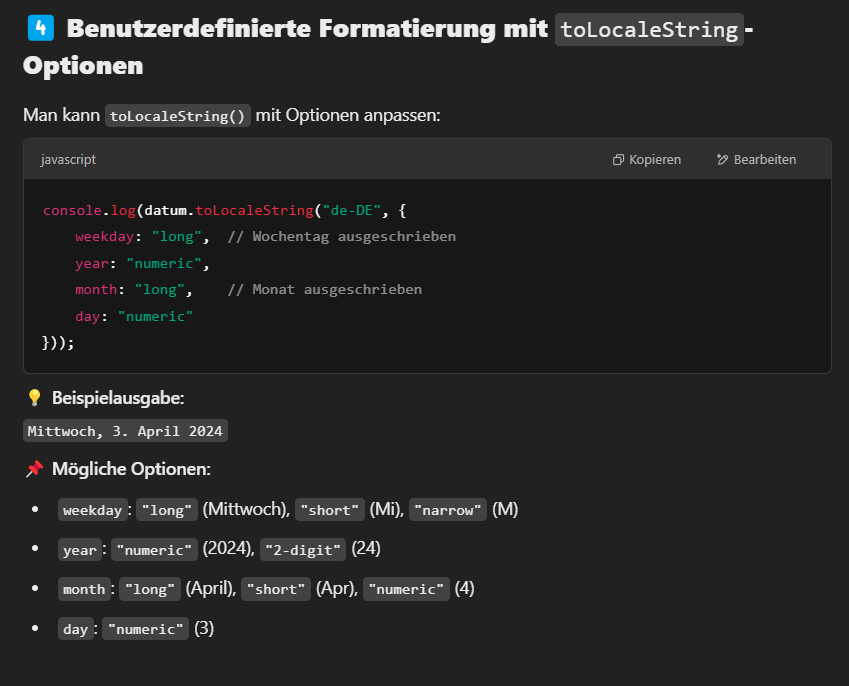 4 Benutzerdefinierte Formatierung mit toLocaleString-
Optionen
Man kann toLocaleString() mit Optionen anpassen:
javascript Kopieren Bearbeiten
console.log(datum.toLocaleString("de-DE", {
    weekday: "long",  // Wochentag ausgeschrieben
    year: "numeric",
    month: "long",    // Monat ausgeschrieben
    day: "numeric"
}));
💡 Beispielausgabe:
Mittwoch, 3. April 2024
📌 Mögliche Optionen:
• weekday: "long" (Mittwoch), "short" (Mi), "narrow" (M)
• year: "numeric" (2024), "2-digit" (24)
• month: "long" (April), "short" (Apr), "numeric" (4)
• day: "numeric" (3)